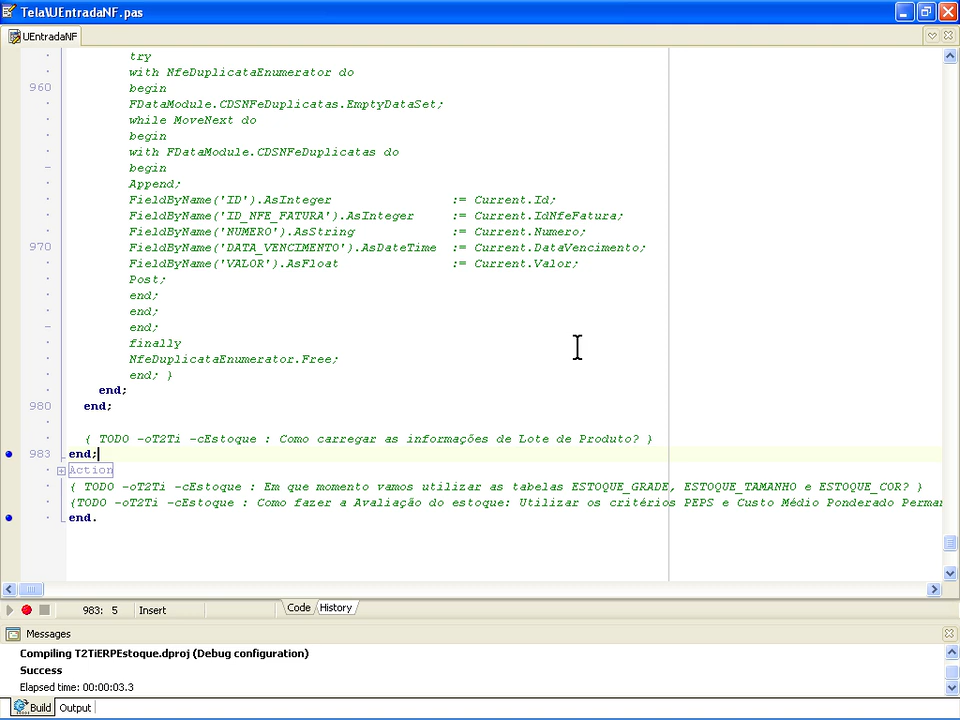 Tela\UEntradaNF.pas
UEntradaNF
try
with NfeDuplicataEnumerator do
960 begin
FDataModule.CDSNFeDuplicatas.EmptyDataSet;
while MoveNext do
begin
with FDataModule.CDSNFeDuplicatas do
begin
Append;
FieldByName('ID').AsInteger := Current.Id;
FieldByName('ID_NFE_FATURA').AsInteger := Current.IdNfeFatura;
FieldByName('NUMERO').AsString := Current.Numero;
970 FieldByName('DATA_VENCIMENTO').AsDateTime := Current.DataVencimento;
FieldByName('VALOR').AsFloat := Current.Valor;
Post;
end;
end;
end;
finally
NfeDuplicataEnumerator.Free;
end; }
end;
980 end;
{ TODO -oT2Ti -cEstoque : Como carregar as informações de Lote de Produto? }
983 end;
Action
{ TODO -oT2Ti -cEstoque : Em que momento vamos utilizar as tabelas ESTOQUE_GRADE, ESTOQUE_TAMANHO e ESTOQUE_COR? }
{TODO -oT2Ti -cEstoque : Como fazer a Avaliação do estoque: Utilizar os critérios PEPS e Custo Médio Ponderado Perman
end.
983: 5 Insert Code History
Messages
Compiling T2TiERPEstoque.dproj (Debug configuration)
Success
Elapsed time: 00:00:03.3
Build Output